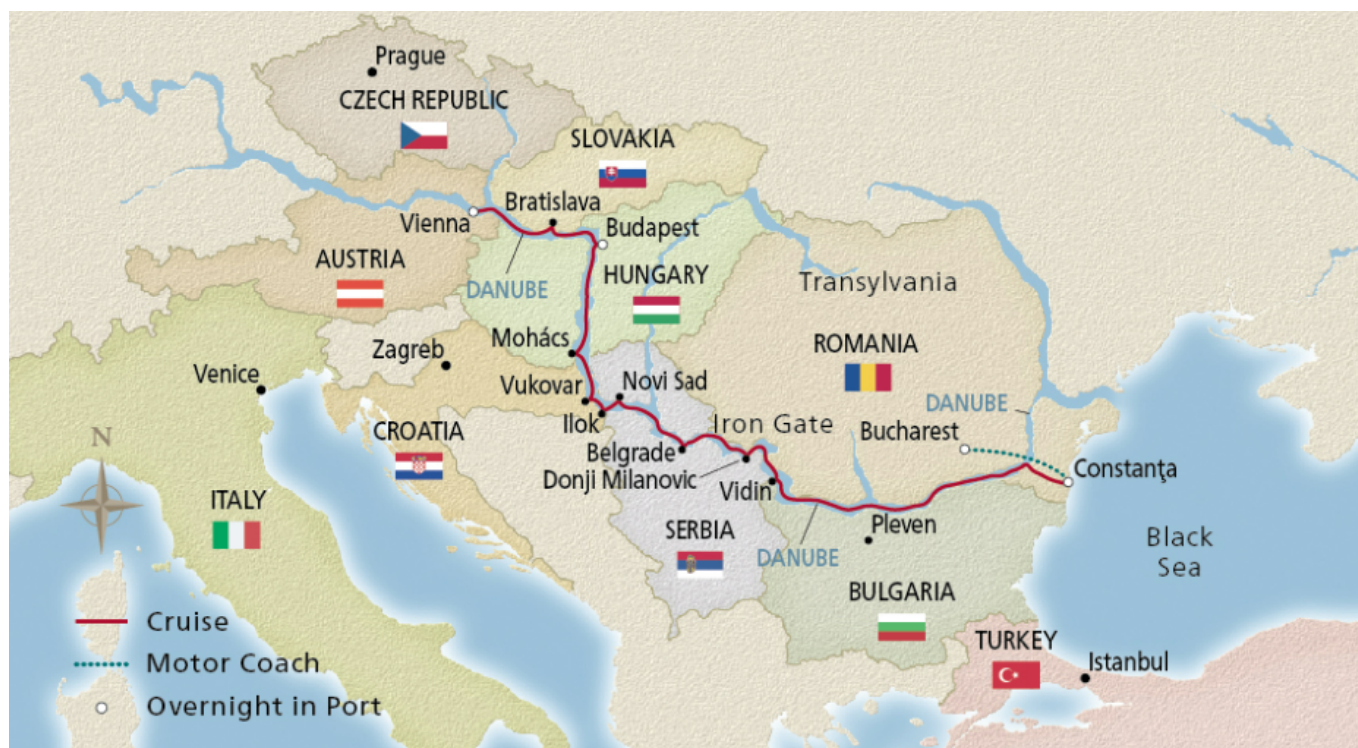 Prague
CZECH REPUBLIC
SLOVAKIA
Bratislava
Vienna
Budapest
AUSTRIA
HUNGARY
DANUBE
Transylvania
Mohács
Zagreb
ROMANIA
Venice
Vukovar
Novi Sad
DANUBE
Ilok
Iron Gate
Bucharest
CROATIA
N
Belgrade
Donji Milanovic
Constanţa
Vidin
ITALY
Pleven
SERBIA
DANUBE
Black
Sea
BULGARIA
Cruise
TURKEY
Motor Coach
Istanbul
Overnight in Port